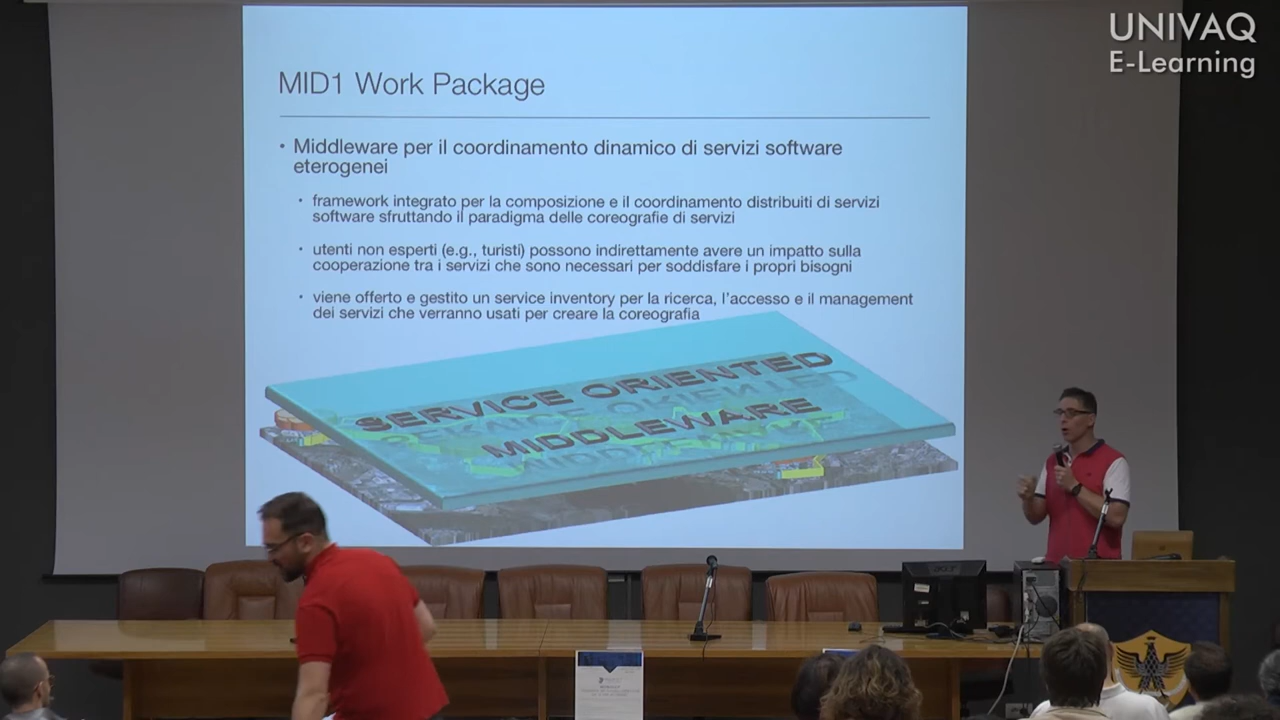 UNIVAQ
E-Learning
MID1 Work Package
• Middleware per il coordinamento dinamico di servizi software
eterogenei
• framework integrato per la composizione e il coordinamento distribuiti di servizi
software sfruttando il paradigma delle coreografie di servizi
• utenti non esperti (e.g., turisti) possono indirettamente avere un impatto sulla
cooperazione tra i servizi che sono necessari per soddisfare i propri bisogni
• viene offerto e gestito un service inventory per la ricerca, l'accesso e il management
dei servizi che verranno usati per creare la coreografia
SERVICE ORIENTED
MIDDLEWARE
acer